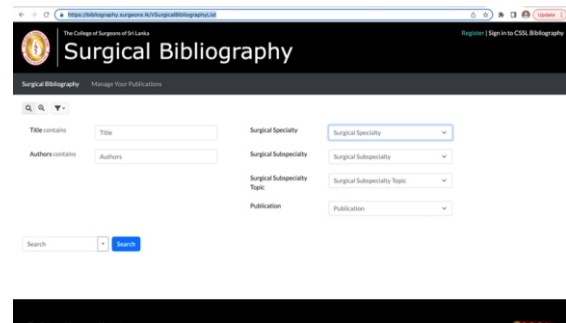 https://bibliography.surgeons.lk/VSurgicalBibliographyList
Update
The College of Surgeons of Sri Lanka
Surgical Bibliography
Register | Sign in to CSSL Bibliography
Surgical Bibliography Manage Your Publications
Title contains Title Surgical Specialty Surgical Specialty
Authors contains Authors Surgical Subspecialty Surgical Subspecialty
Surgical Subspecialty Topic Surgical Subspecialty Topic
Publication Publication
Search Search